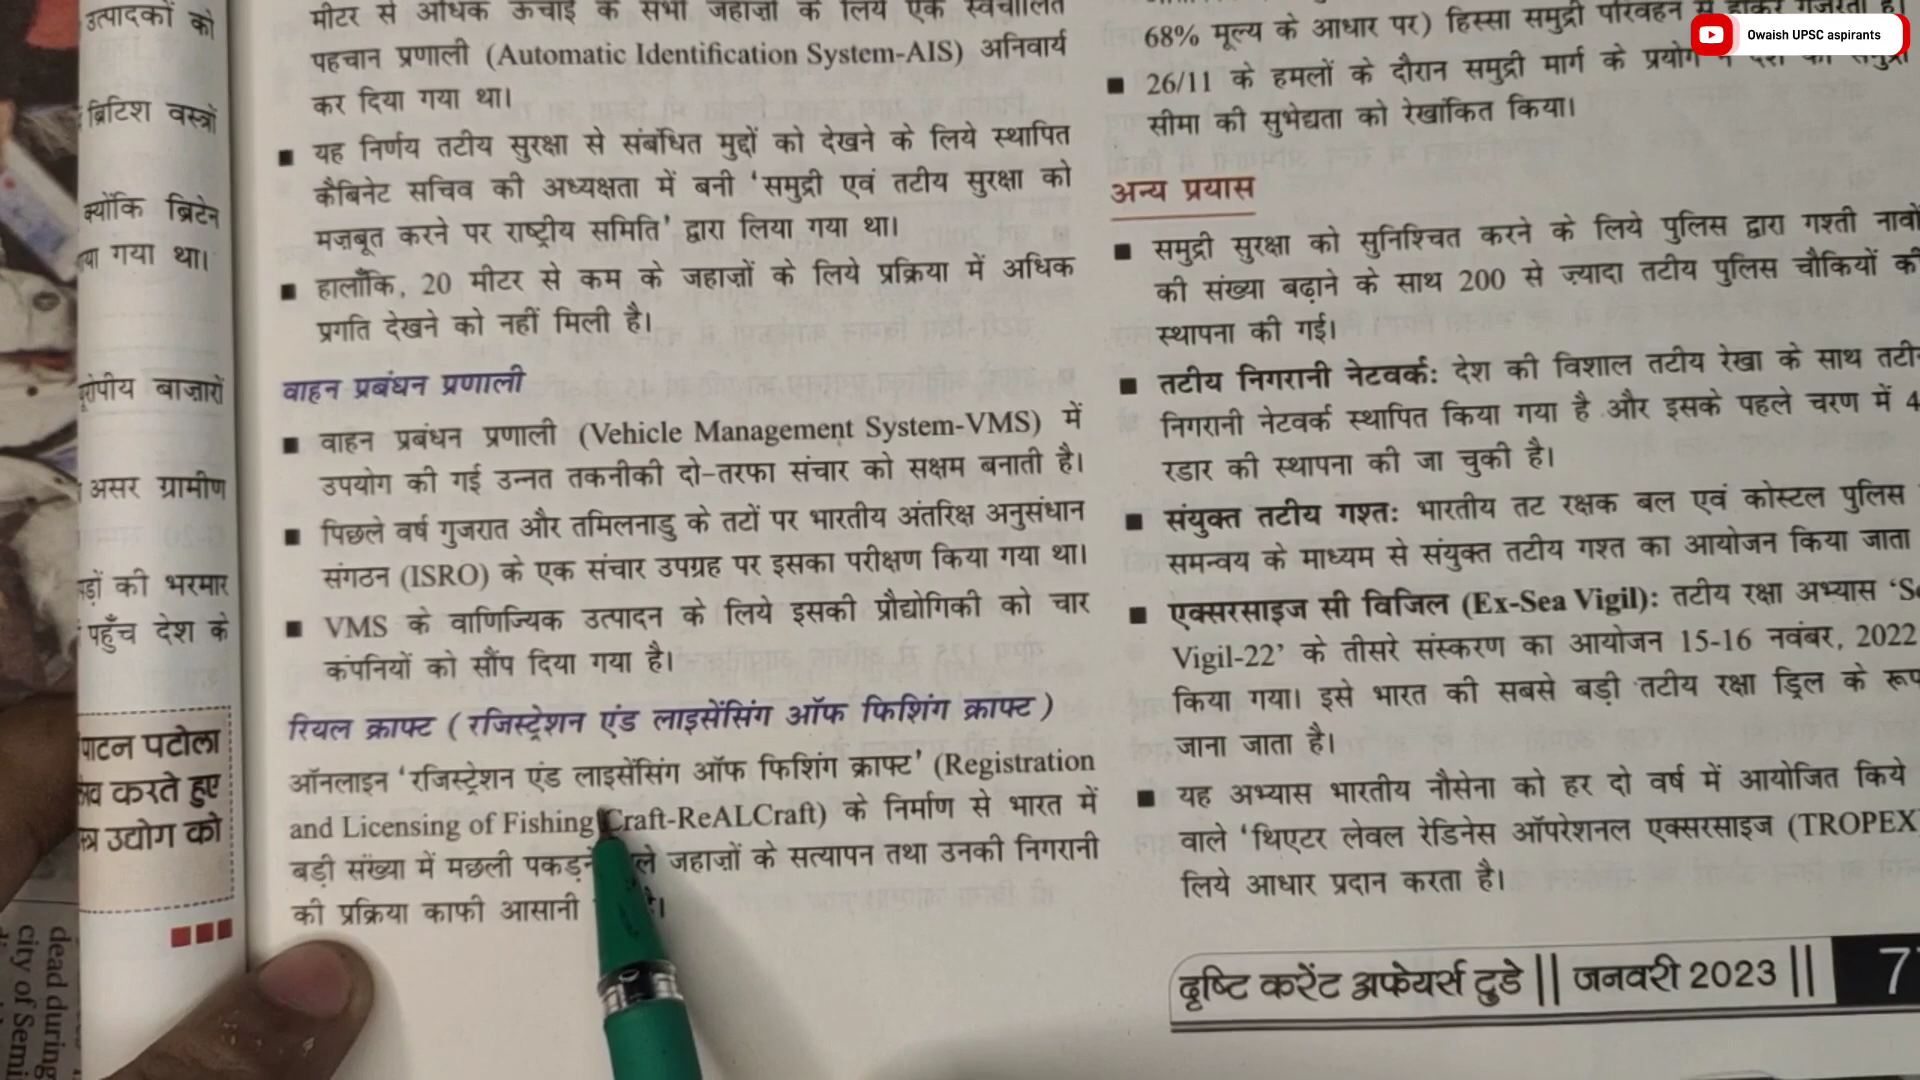 उत्पादकों को
ब्रिटिश वस्त्रों
क्योंकि ब्रिटेन
गया था।
बाज़ारों
असर ग्रामीण
की भरमार
पहुँच देश के
पाटन पटोला
करते हुए
उद्योग को
dead during
city of Semi
मीटर से अधिक ऊँचाई के सभी जहाज़ों के लिये एक स्वचालित
पहचान प्रणाली (Automatic Identification System-AIS) अनिवार्य
कर दिया गया था।
■ यह निर्णय तटीय सुरक्षा से संबंधित मुद्दों को देखने के लिये स्थापित
कैबिनेट सचिव की अध्यक्षता में बनी ‘समुद्री एवं तटीय सुरक्षा को
मज़बूत करने पर राष्ट्रीय समिति’ द्वारा लिया गया था।
■ हालाँकि, 20 मीटर से कम के जहाज़ों के लिये प्रक्रिया में अधिक
प्रगति देखने को नहीं मिली है।
वाहन प्रबंधन प्रणाली
■ वाहन प्रबंधन प्रणाली (Vehicle Management System-VMS) में
उपयोग की गई उन्नत तकनीकी दो-तरफा संचार को सक्षम बनाती है।
■ पिछले वर्ष गुजरात और तमिलनाडु के तटों पर भारतीय अंतरिक्ष अनुसंधान
संगठन (ISRO) के एक संचार उपग्रह पर इसका परीक्षण किया गया था।
■ VMS के वाणिज्यिक उत्पादन के लिये इसकी प्रौद्योगिकी को चार
कंपनियों को सौंप दिया गया है।
रियल क्राफ्ट (रजिस्ट्रेशन एंड लाइसेंसिंग ऑफ फिशिंग क्राफ्ट)
ऑनलाइन ‘रजिस्ट्रेशन एंड लाइसेंसिंग ऑफ फिशिंग क्राफ्ट’ (Registration
and Licensing of Fishing Craft-ReALCraft) के निर्माण से भारत में
बड़ी संख्या में मछली जहाज़ों के सत्यापन तथा उनकी निगरानी
की प्रक्रिया काफी आसानी है।
68% मूल्य के आधार पर) हिस्सा समुद्री परिवहन से होकर गुज़रता है।
■ 26/11 के हमलों के दौरान समुद्री मार्ग के प्रयोग ने देश की समुद्री
सीमा की सुभेद्यता को रेखांकित किया।
अन्य प्रयास
■ समुद्री सुरक्षा को सुनिश्चित करने के लिये पुलिस द्वारा गश्ती नावों
की संख्या बढ़ाने के साथ 200 से ज़्यादा तटीय पुलिस चौकियों की
स्थापना की गई।
■ तटीय निगरानी नेटवर्क: देश की विशाल तटीय रेखा के साथ
निगरानी नेटवर्क स्थापित किया गया है और इसके पहले चरण में
रडार की स्थापना की जा चुकी है।
■ संयुक्त तटीय गश्त: भारतीय तट रक्षक बल एवं कोस्टल पुलिस
समन्वय के माध्यम से संयुक्त तटीय गश्त का आयोजन किया जाता
■ एक्सरसाइज सी विजिल (Ex-Sea Vigil): तटीय रक्षा अभ्यास
Vigil-22’ के तीसरे संस्करण का आयोजन 15-16 नवंबर, 2022
किया गया। इसे भारत की सबसे बड़ी तटीय रक्षा ड्रिल के रूप
जाना जाता है।
■ यह अभ्यास भारतीय नौसेना को हर दो वर्ष में आयोजित किये
वाले ‘थिएटर लेवल रेडिनेस ऑपरेशनल एक्सरसाइज (TROPEX
लिये आधार प्रदान करता है।
दृष्टि करेंट अफेयर्स टुडे || जनवरी 2023 || 7
Owaish UPSC aspirants